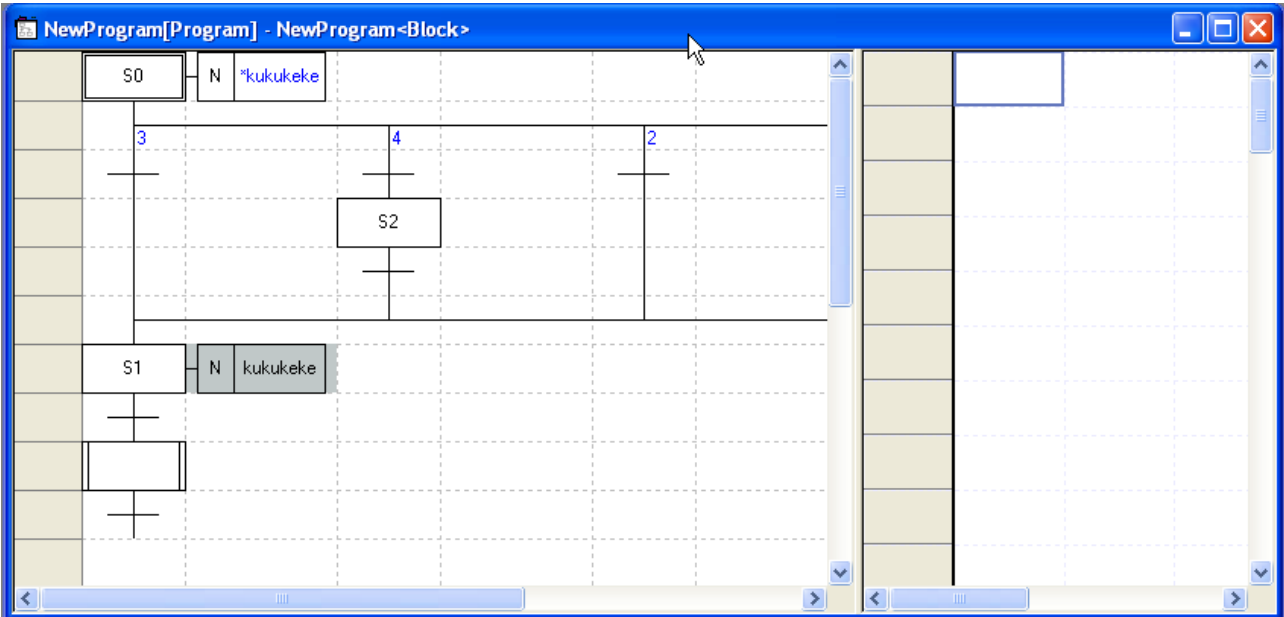 NewProgram[Program] - NewProgram<Block>
S0 N *kukukeke
3 4 2
S2
S1 N kukukeke